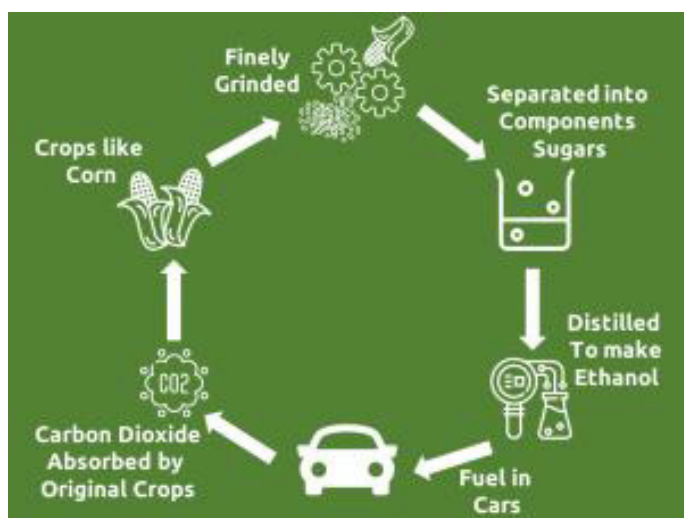 Finely
Grinded
Separated into
Components
Sugars
Distilled
To make
Ethanol
Fuel in
Cars
CO2
Carbon Dioxide
Absorbed by
Original Crops
Crops like
Corn